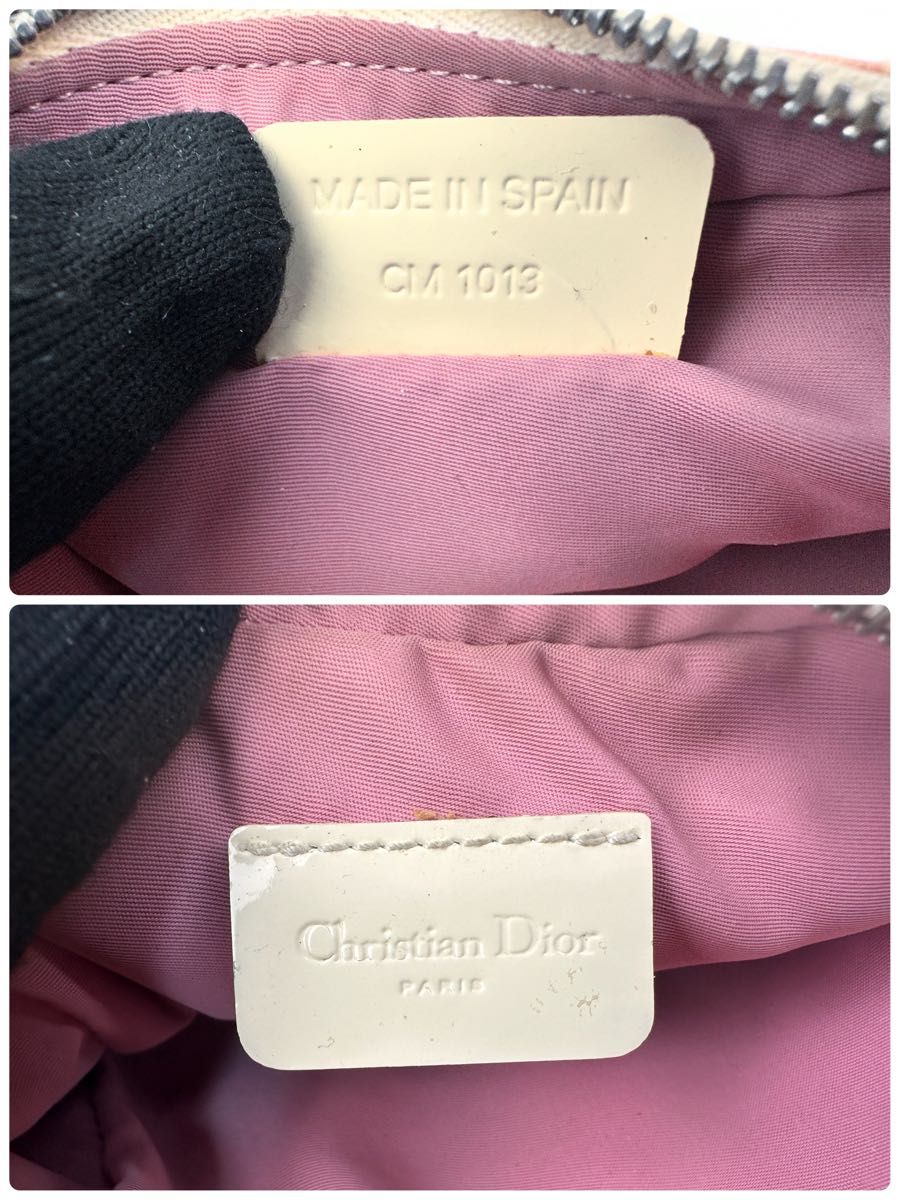 MADE IN SPAIN
CM 1013
Christian Dior
PARIS